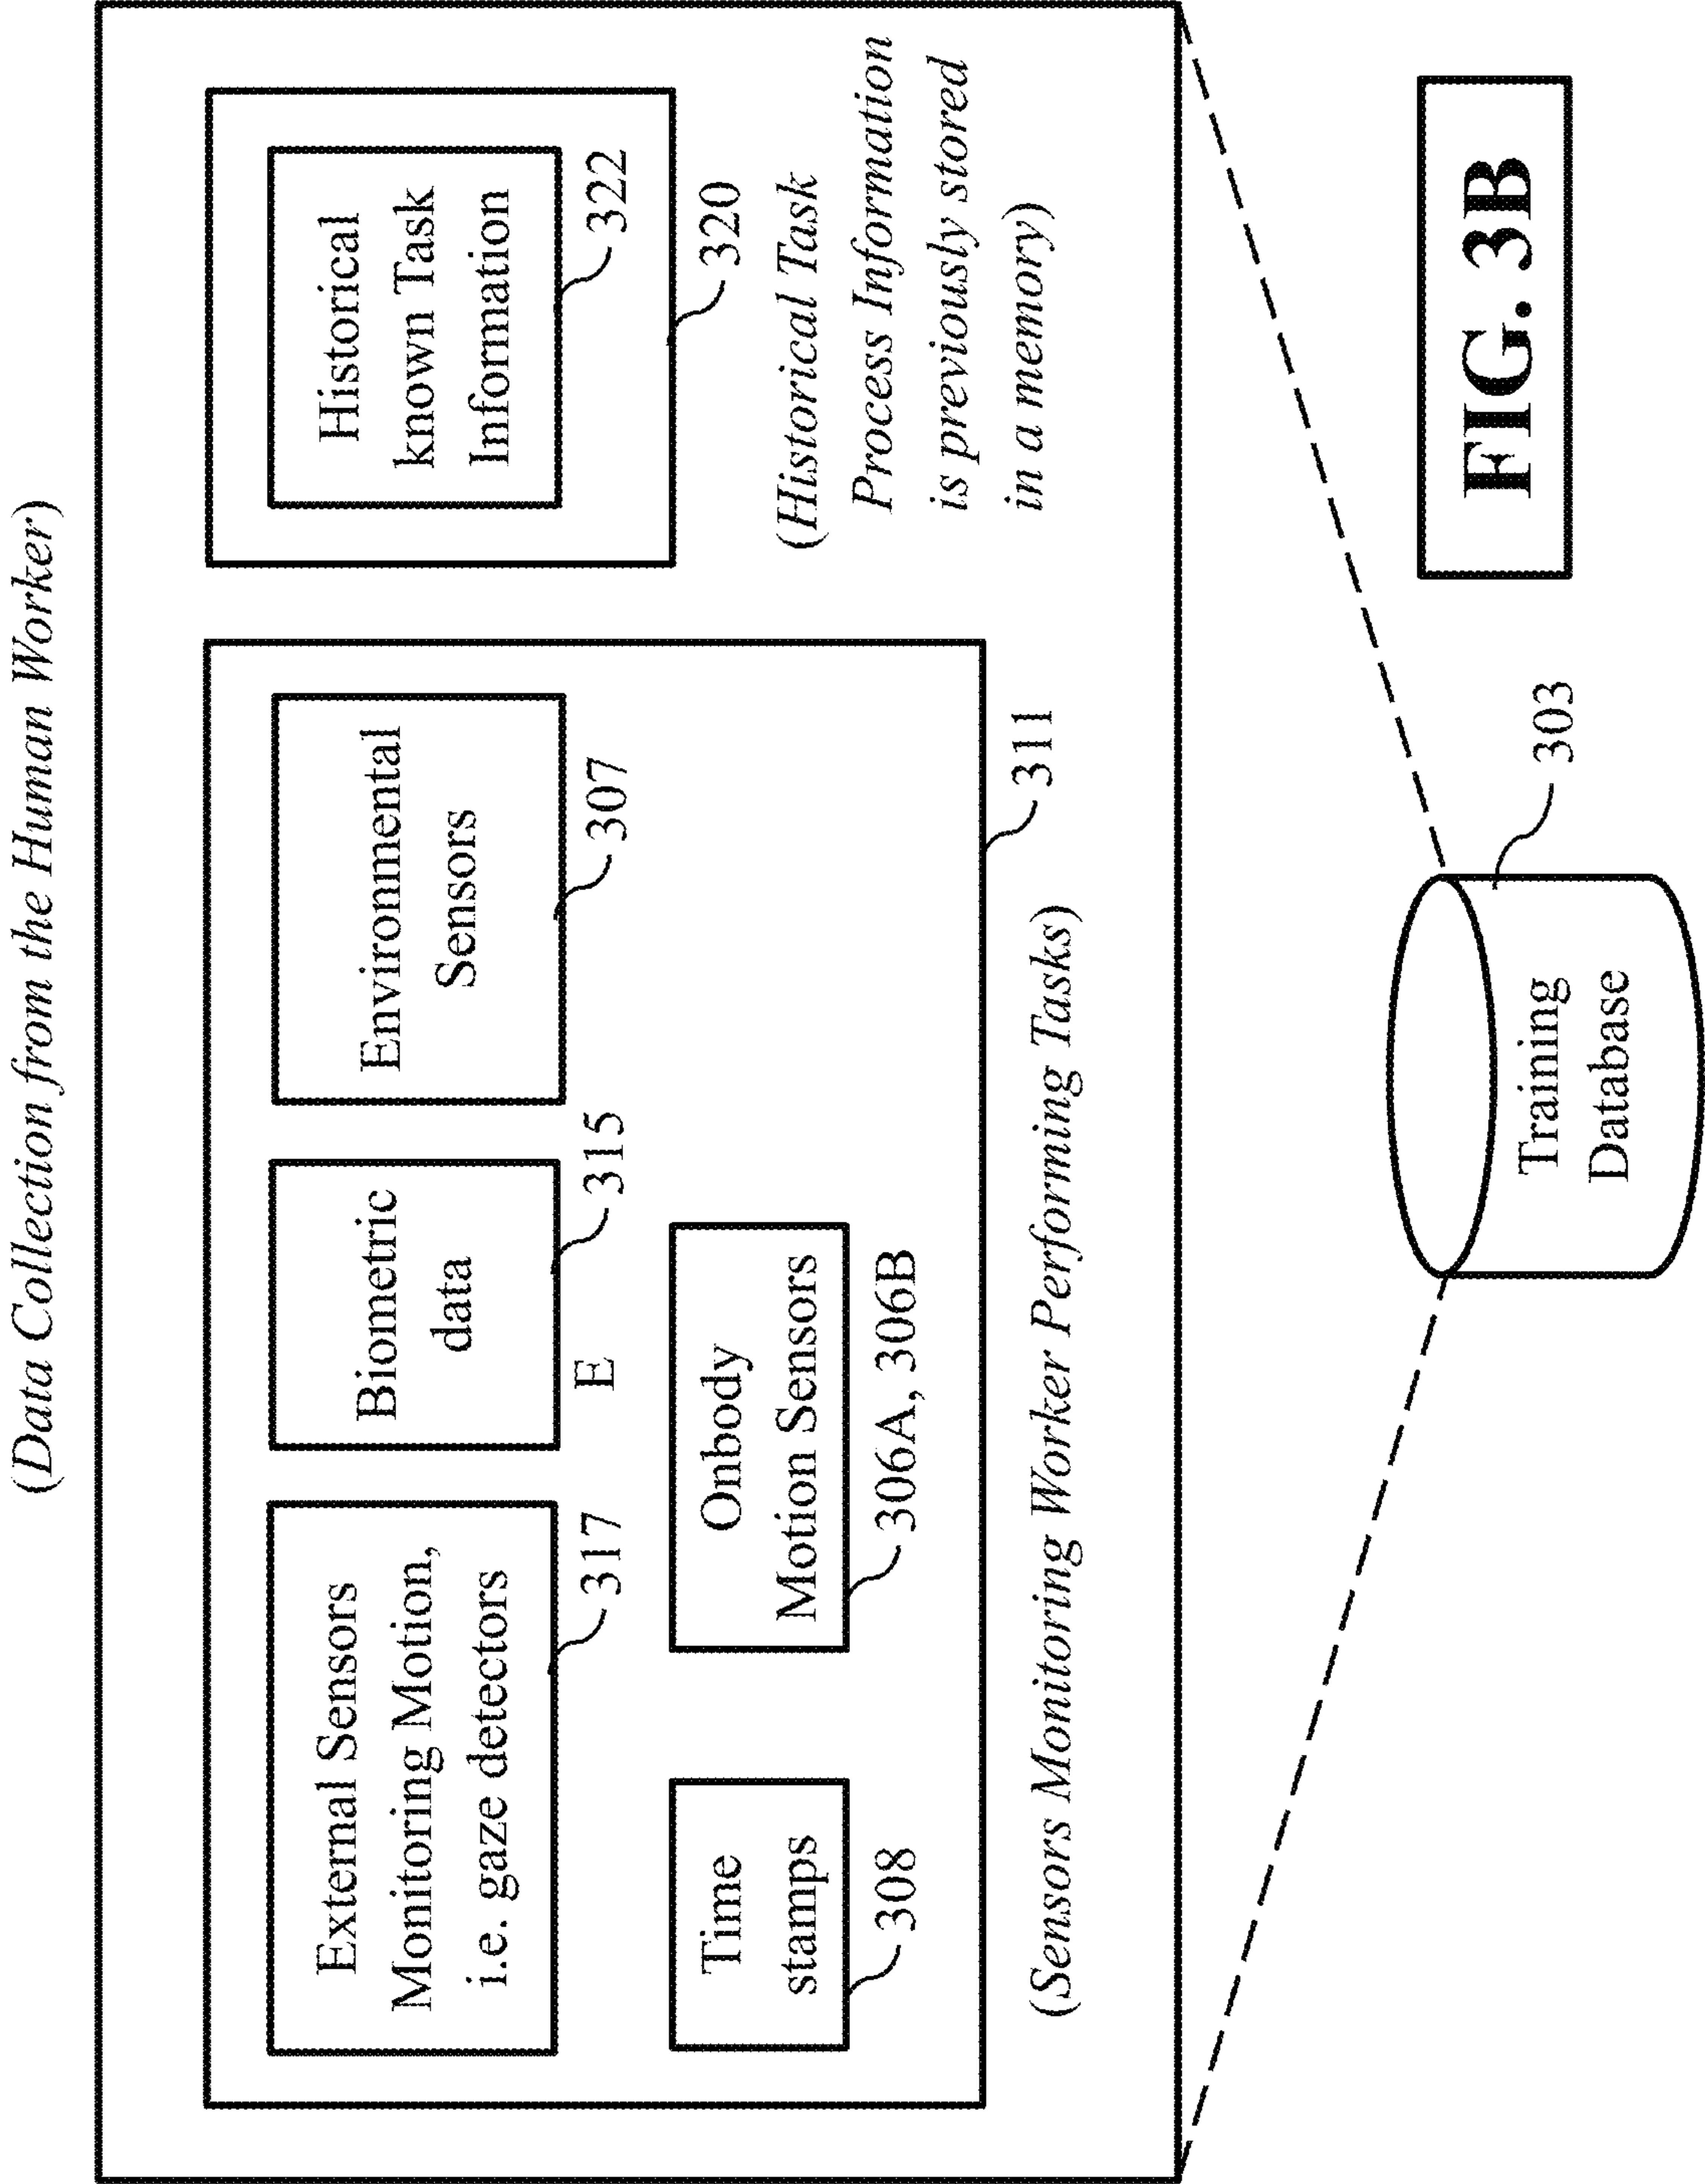 (Data Collection from the Human Worker)
External Sensors
Monitoring Motion,
i.e. gaze detectors
317
Biometric
data
E
315
Environmental
Sensors
307
Time
stamps
308
Onbody
Motion Sensors
306A, 306B
311
(Sensors Monitoring Worker Performing Tasks)
Historical
known Task
Information
322
320
(Historical Task
Process Information
is previously stored
in a memory)
Training
Database
303
FIG. 3B